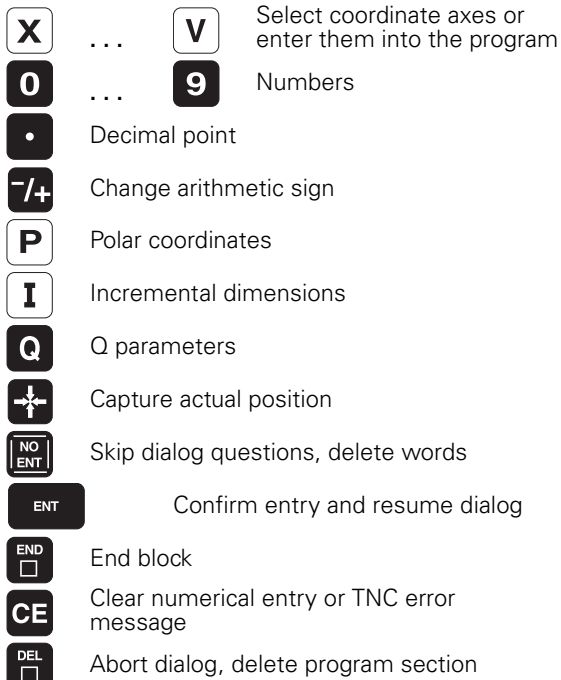 X ... V Select coordinate axes or
enter them into the program
0 ... 9 Numbers
• Decimal point
−/+ Change arithmetic sign
P Polar coordinates
I Incremental dimensions
Q Q parameters
Capture actual position
NO
ENT Skip dialog questions, delete words
ENT Confirm entry and resume dialog
END End block
CE Clear numerical entry or TNC error
message
DEL Abort dialog, delete program section